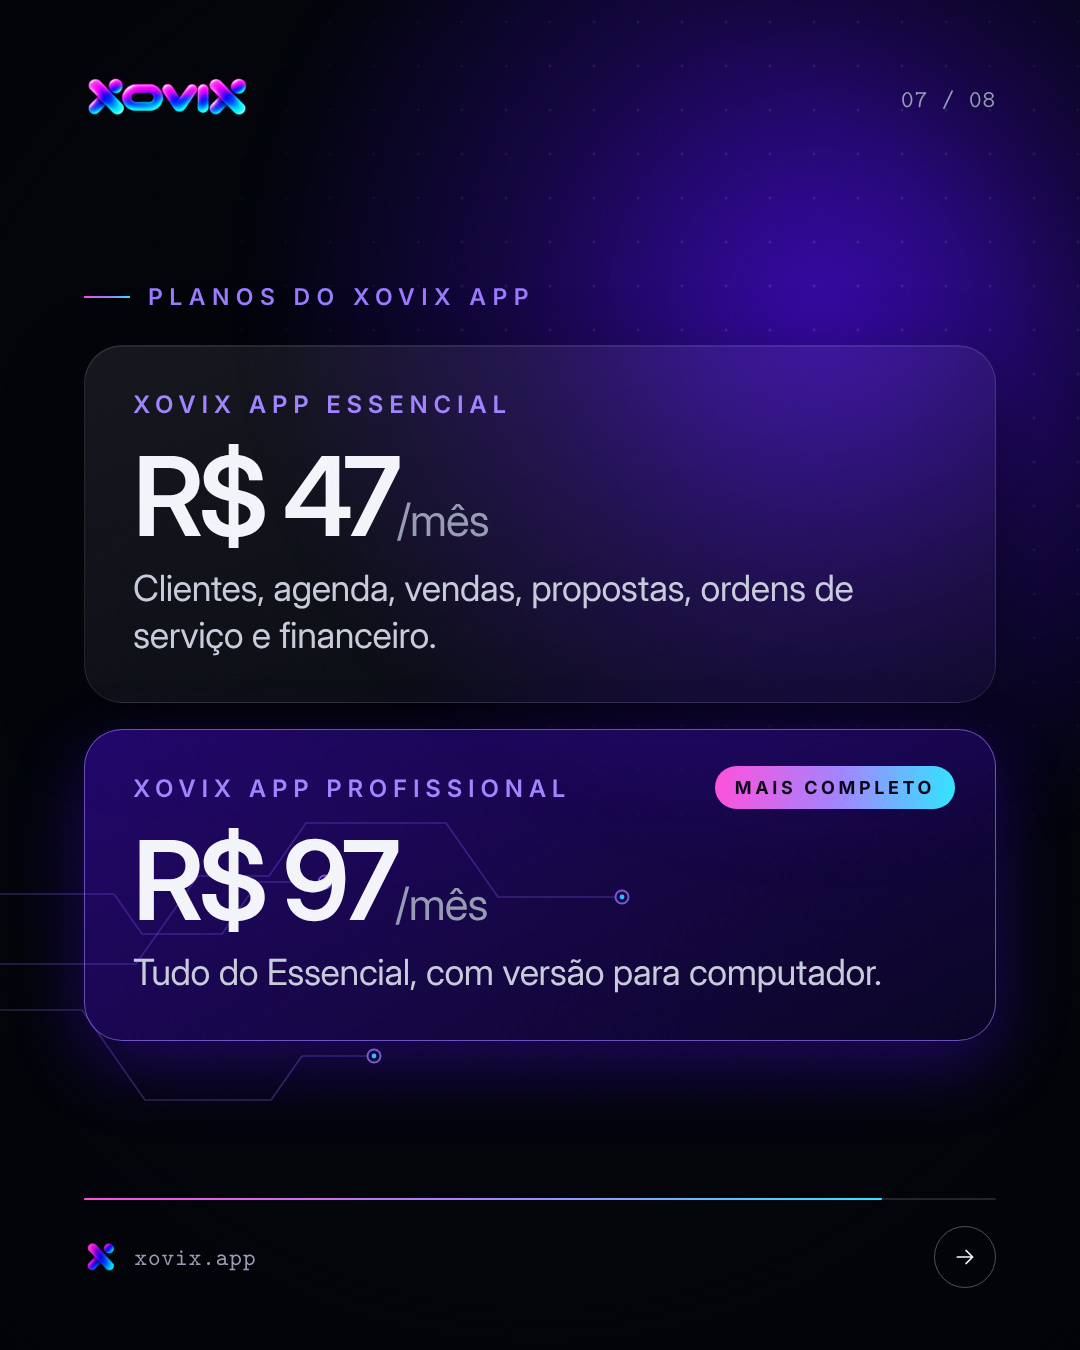 XOVIX
07 / 08
PLANOS DO XOVIX APP
XOVIX APP ESSENCIAL
R$ 47/mês
Clientes, agenda, vendas, propostas, ordens de
serviço e financeiro.
XOVIX APP PROFISSIONAL
MAIS COMPLETO
R$ 97/mês
Tudo do Essencial, com versão para computador.
xovix.app